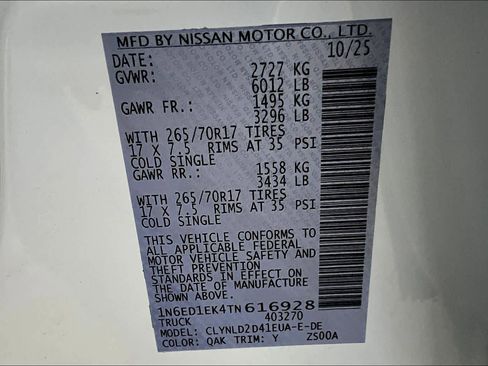 MFD BY NISSAN MOTOR CO., LTD.
DATE: 10/25
GVWR: 2727 KG
6012 LB
GAWR FR.: 1495 KG
3296 LB
WITH 265/70R17 TIRES
17 X 7.5 RIMS AT 35 PSI
COLD SINGLE
GAWR RR.: 1558 KG
3434 LB
WITH 265/70R17 TIRES
17 X 7.5 RIMS AT 35 PSI
COLD SINGLE
THIS VEHICLE CONFORMS TO
ALL APPLICABLE FEDERAL
MOTOR VEHICLE SAFETY AND
THEFT PREVENTION
STANDARDS IN EFFECT ON
THE DATE OF MANUFACTURE
SHOWN ABOVE.
1N6ED1EK4TN616928
TRUCK 403270
MODEL: CLYNLD2D41EUA-E-DE
COLOR: QAK TRIM: Y ZS00A